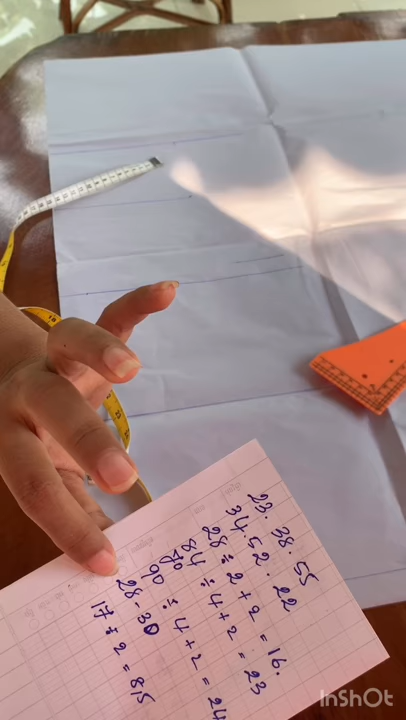 23. 38. 55
34. 52. 22
28 ÷ 2 + 2 = 16.
84 ÷ 4 + 2 = 23
90 ÷ 4 + 2 = 24
28 - 30
17 ÷ 2 = 8,5
InShOt